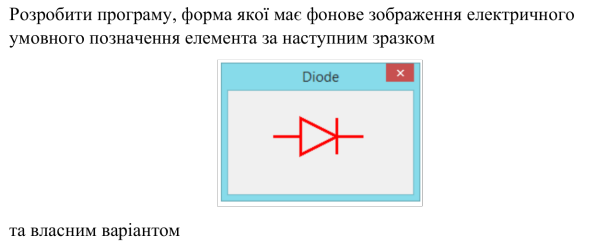 Розробити програму, форма якої має фонове зображення електричного
умовного позначення елемента за наступним зразком
Diode
та власним варіантом